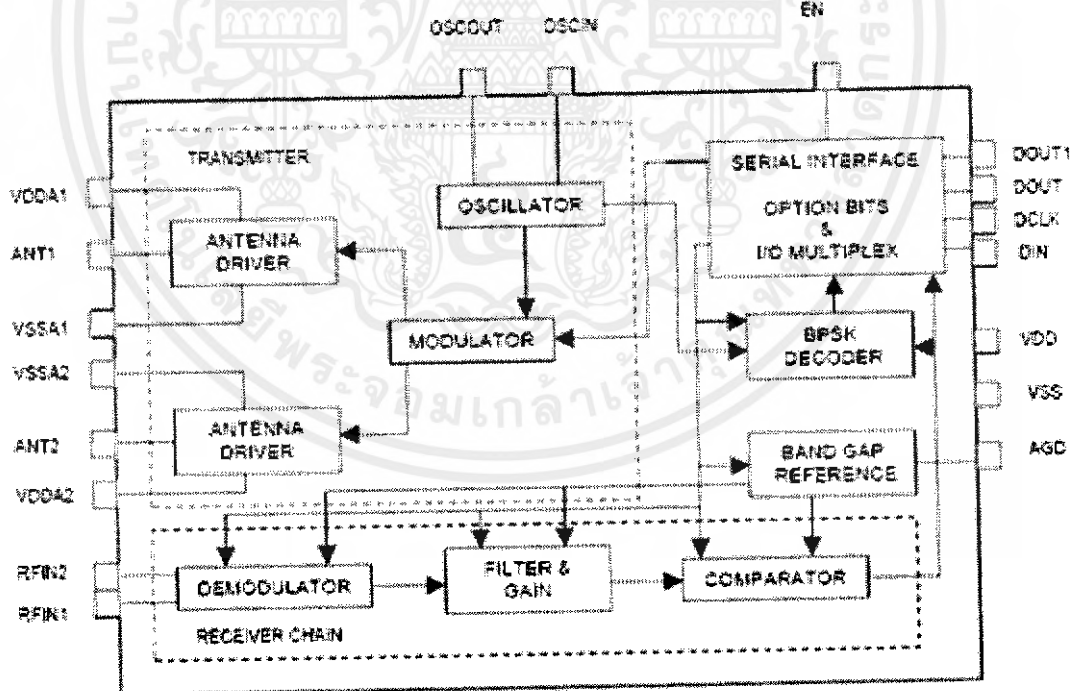 EN
OSCOUT OSCIN
TRANSMITTER
SERIAL INTERFACE
OPTION BITS
&
I/O MULTIPLEX
DOUT1
DOUT
DCLK
DIN
VDDA1
ANT1
VSSA1
VSSA2
ANT2
VDDA2
OSCILLATOR
ANTENNA
DRIVER
MODULATOR
BPSK
DECODER
VDD
VSS
ANTENNA
DRIVER
BAND GAP
REFERENCE
AGD
RFIN2
RFIN1
DEMODULATOR
FILTER &
GAIN
COMPARATOR
RECEIVER CHAIN